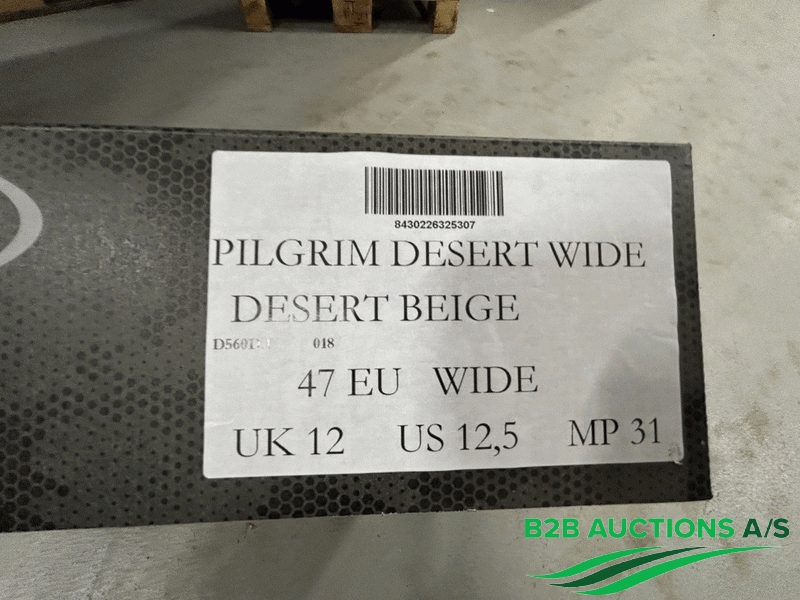 8430226325307
PILGRIM DESERT WIDE
DESERT BEIGE
018
47 EU WIDE
UK 12 US 12,5 MP 31
B2B AUCTIONS A/S